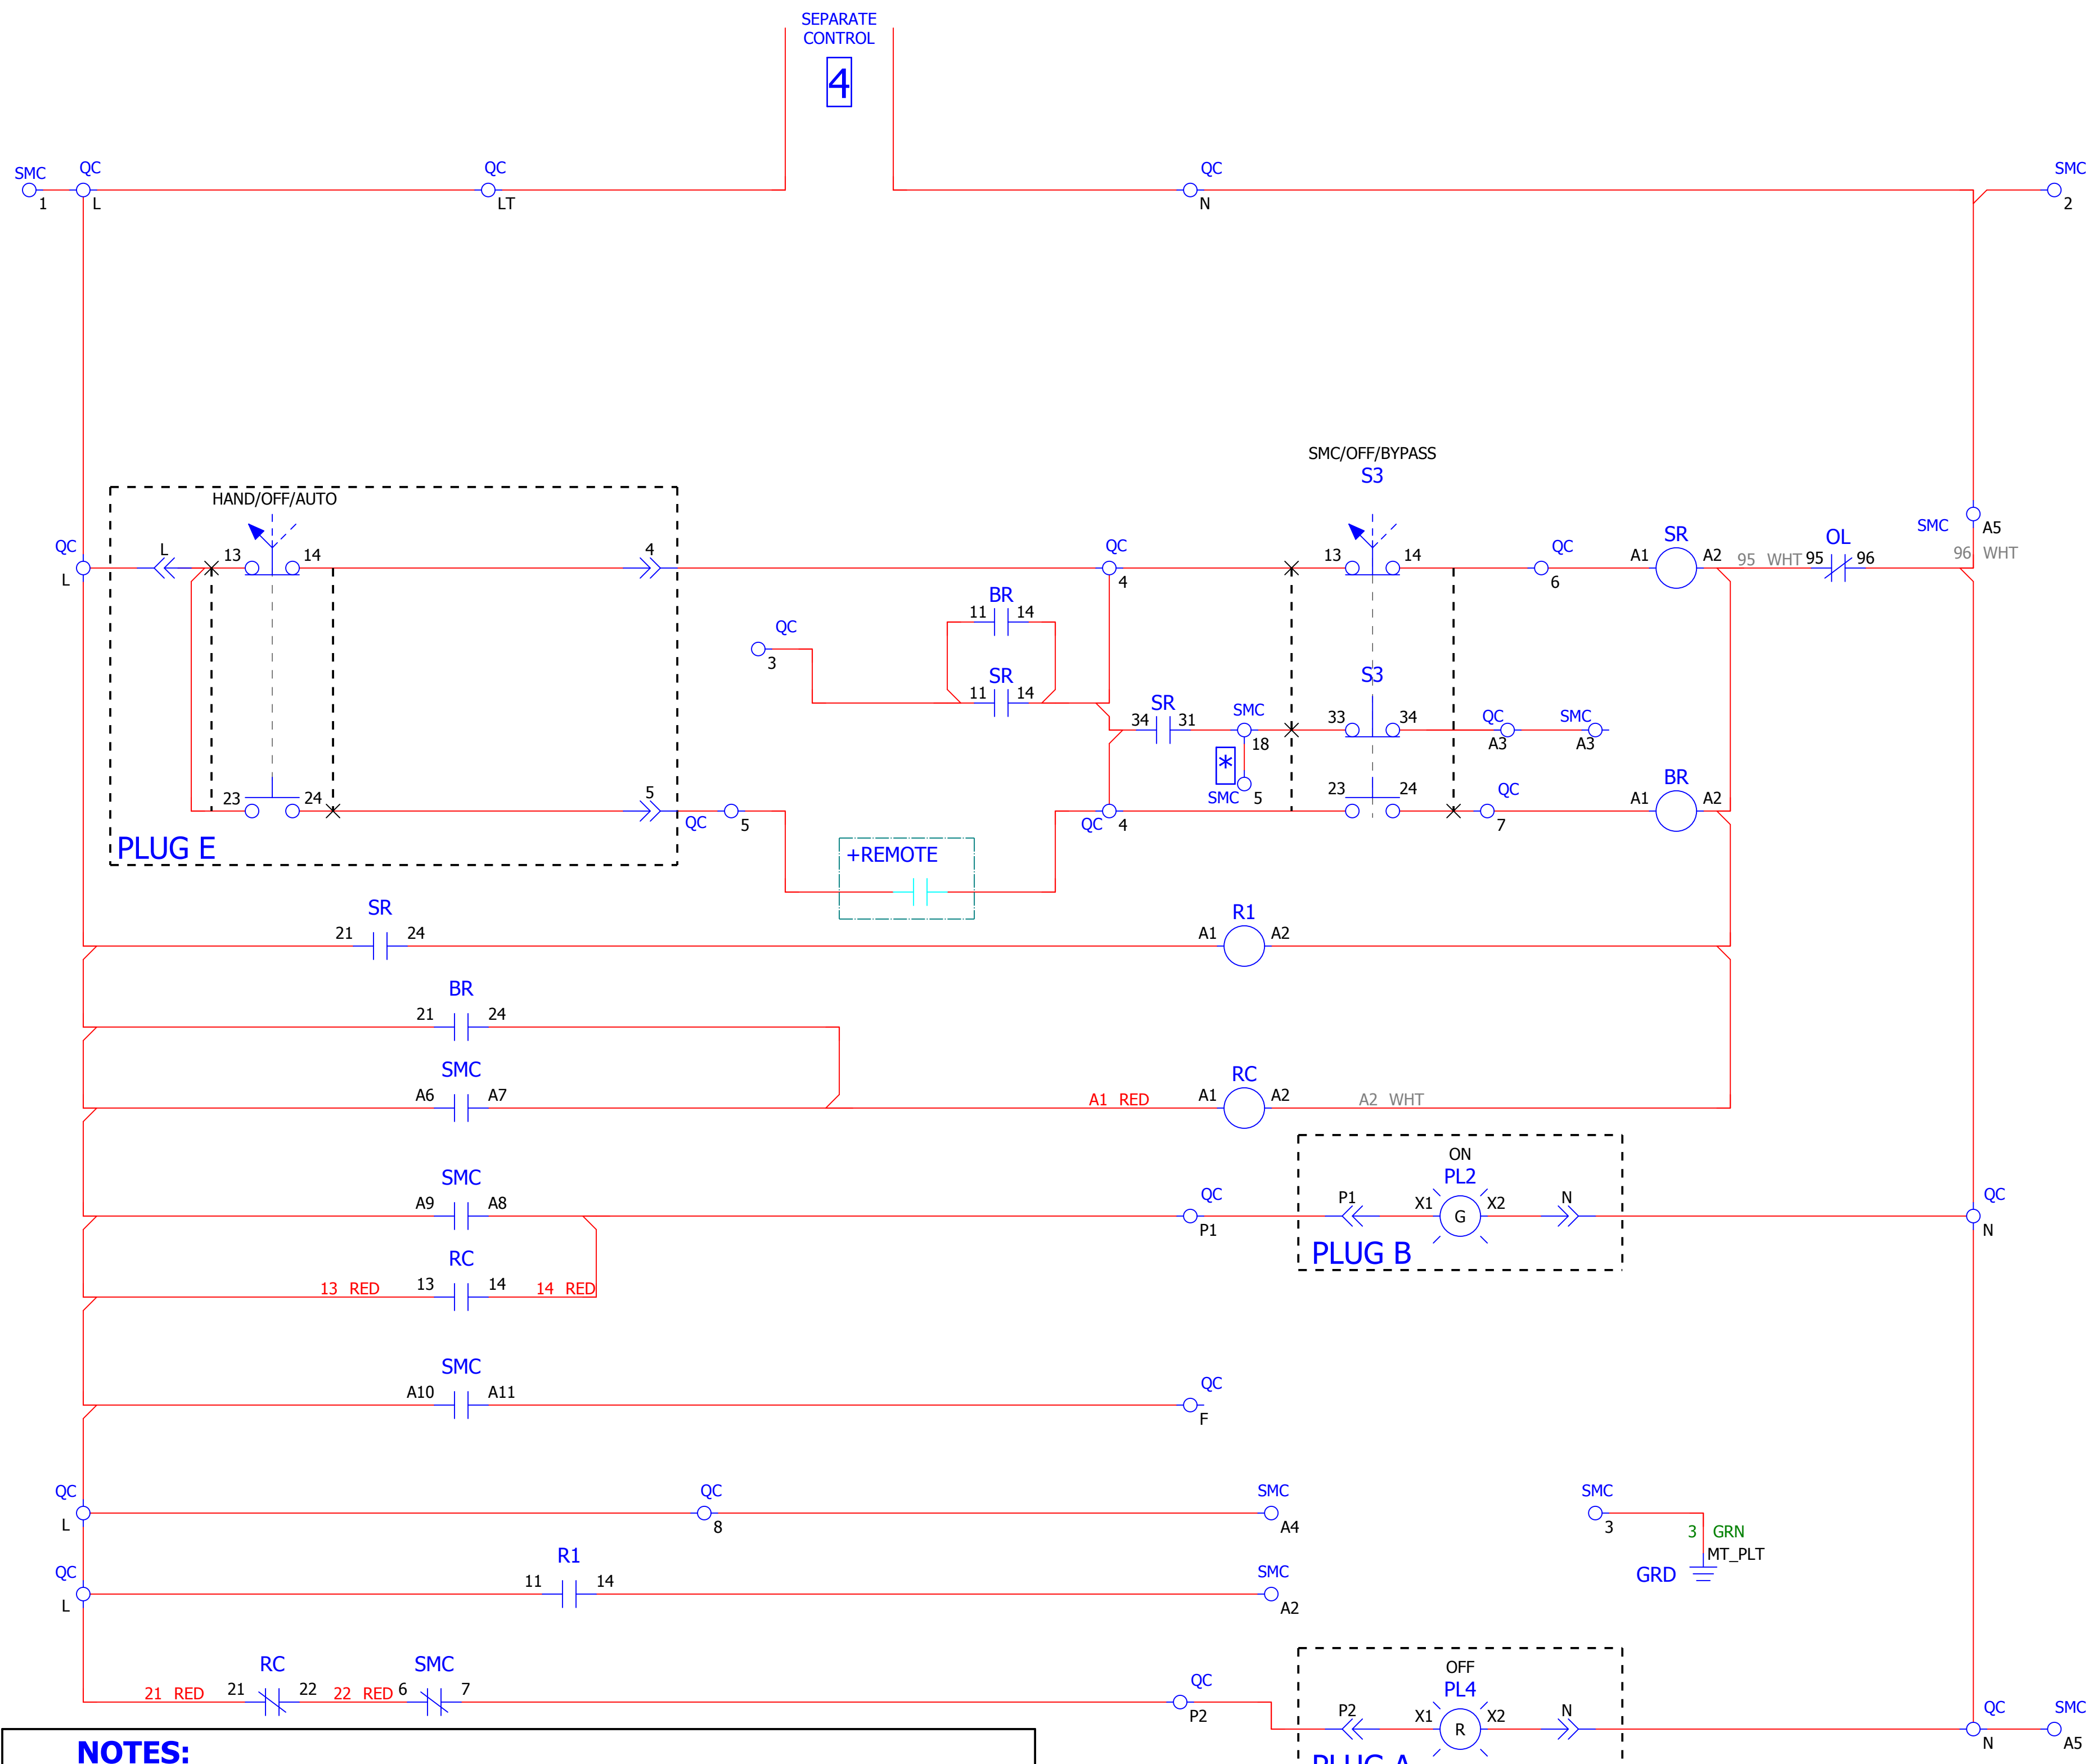 SEPARATE
CONTROL
4
SMC
1
QC
L
QC
LT
QC
N
SMC
2
SMC/OFF/BYPASS
S3
HAND/OFF/AUTO
QC
L
L
13
14
4
QC
4
13
14
QC
6
SR
A1
A2
95 WHT
OL
95
96
SMC
A5
96 WHT
BR
11
14
QC
3
SR
11
14
SR
34
31
SMC
18
*
SMC
5
S3
33
34
QC
A3
SMC
A3
23
24
5
QC
5
QC
4
23
24
QC
7
BR
A1
A2
PLUG E
+REMOTE
SR
21
24
R1
A1
A2
BR
21
24
SMC
A6
A7
A1 RED
RC
A1
A2
A2 WHT
SMC
A9
A8
QC
P1
ON
PL2
P1
X1
G
X2
N
PLUG B
QC
N
RC
13 RED
13
14
14 RED
SMC
A10
A11
QC
F
QC
L
QC
8
SMC
A4
SMC
3
3 GRN
MT_PLT
GRD
QC
L
R1
11
14
SMC
A2
RC
21 RED
21
22
22 RED
SMC
6
7
QC
P2
OFF
PL4
P2
X1
R
X2
N
PLUG A
QC
N
SMC
A5
NOTES: